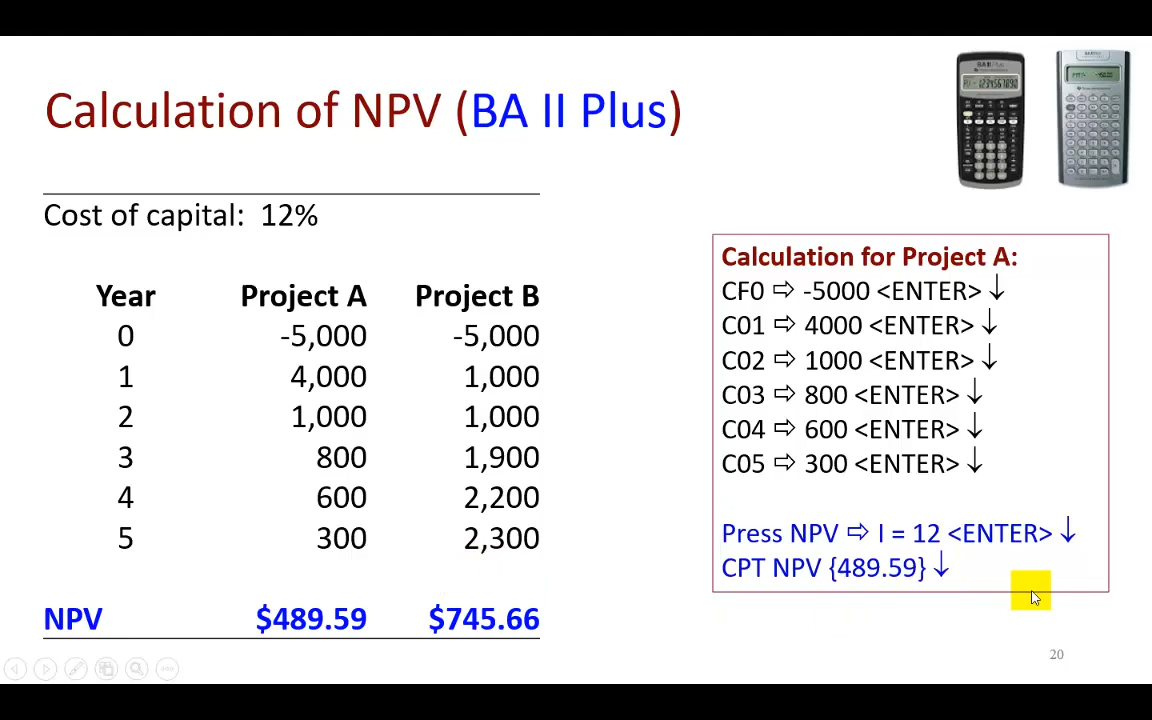 Calculation of NPV (BA II Plus)
Cost of capital: 12%
Year Project A Project B
0 -5,000 -5,000
1 4,000 1,000
2 1,000 1,000
3 800 1,900
4 600 2,200
5 300 2,300
NPV $489.59 $745.66
Calculation for Project A:
CF0 ⇨ -5000 <ENTER> ↓
C01 ⇨ 4000 <ENTER> ↓
C02 ⇨ 1000 <ENTER> ↓
C03 ⇨ 800 <ENTER> ↓
C04 ⇨ 600 <ENTER> ↓
C05 ⇨ 300 <ENTER> ↓
Press NPV ⇨ I = 12 <ENTER> ↓
CPT NPV {489.59} ↓
20